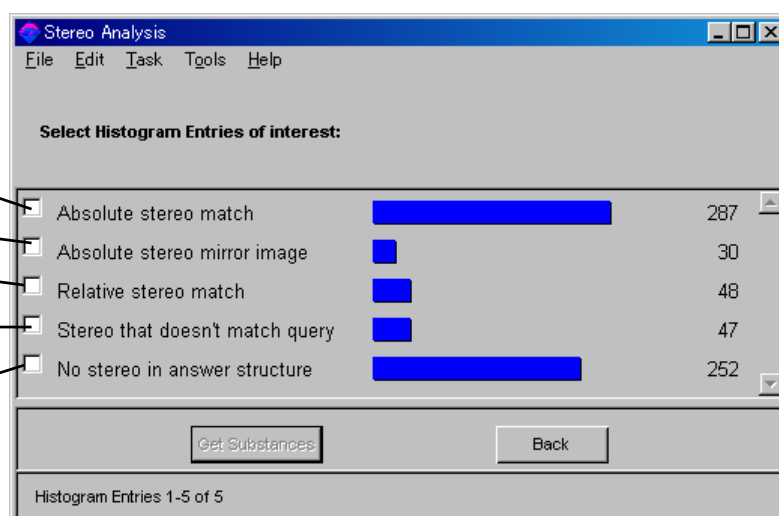 Stereo Analysis
File Edit Task Tools Help
Select Histogram Entries of interest:
Absolute stereo match 287
Absolute stereo mirror image 30
Relative stereo match 48
Stereo that doesn't match query 47
No stereo in answer structure 252
Get Substances Back
Histogram Entries 1-5 of 5